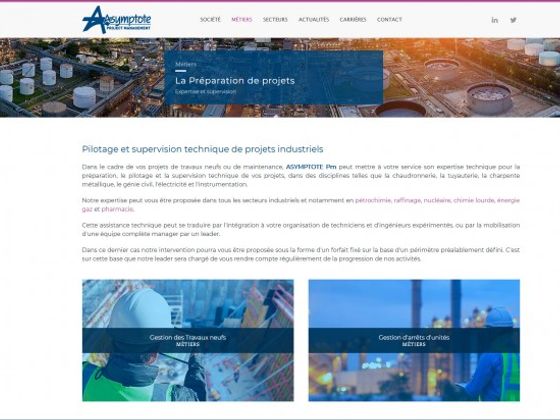 Asymptote
PROJECT MANAGEMENT
SOCIÉTÉ MÉTIERS SECTEURS ACTUALITÉS CARRIÈRES CONTACT
Métiers
La Préparation de projets
Expertise et supervision
Pilotage et supervision technique de projets industriels
Dans le cadre de vos projets de travaux neufs ou de maintenance, ASYMPTOTE Pm peut mettre à votre service son expertise technique pour la
préparation, le pilotage et la supervision technique de vos projets, dans des disciplines telles que la chaudronnerie, la tuyauterie, la charpente
métallique, le génie civil, l'électricité et l'instrumentation.
Notre expertise peut vous être proposée dans tous les secteurs industriels et notamment en pétrochimie, raffinage, nucléaire, chimie lourde, énergie
gaz et pharmacie.
Cette assistance technique peut se traduire par l'intégration à votre organisation de techniciens et d'ingénieurs expérimentés, ou par la mobilisation
d'une équipe complète manager par un leader.
Dans ce dernier cas notre intervention pourra vous être proposée sous la forme d'un forfait fixé sur la base d'un périmètre préalablement défini. C'est
sur cette base que notre leader sera chargé de vous rendre compte régulièrement de la progression de nos activités.
Gestion des Travaux neufs
MÉTIERS
Gestion d'arrêts d'unités
MÉTIERS